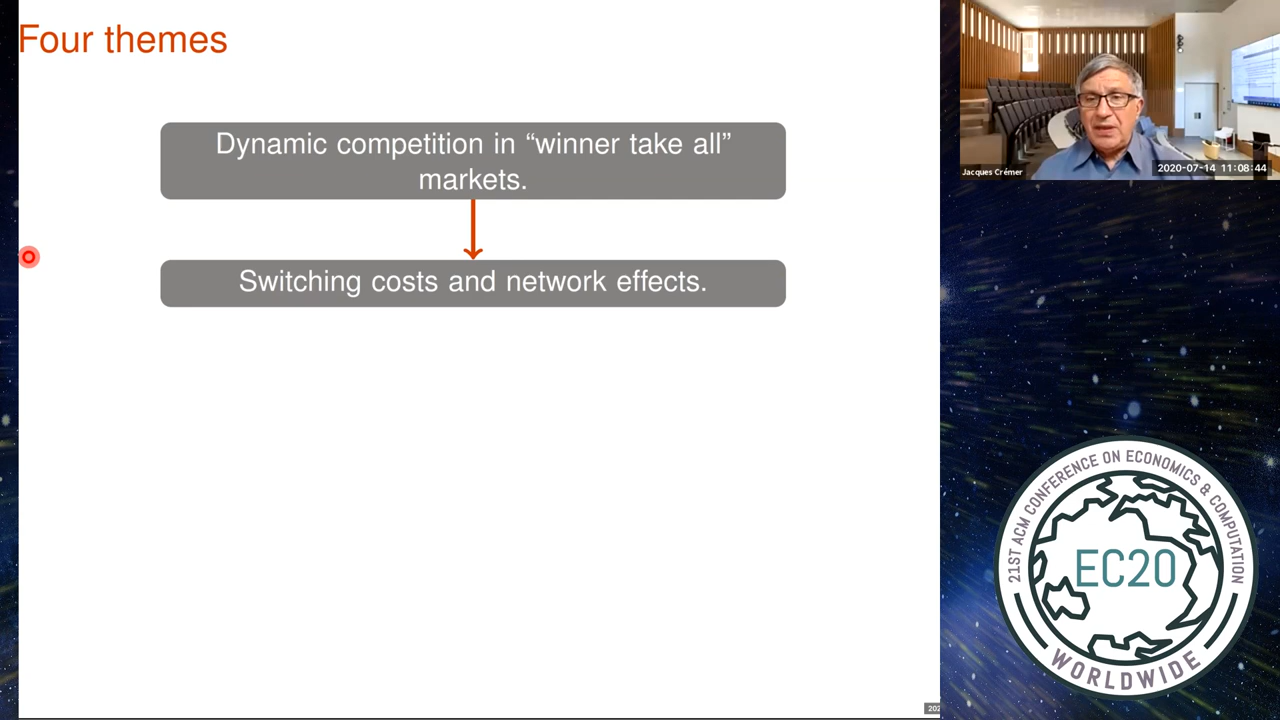 Four themes
Dynamic competition in “winner take all”
markets.
Switching costs and network effects.
Jacques Crémer
2020-07-14 11:08:44
21ST ACM CONFERENCE ON ECONOMICS & COMPUTATION
EC20
WORLDWIDE